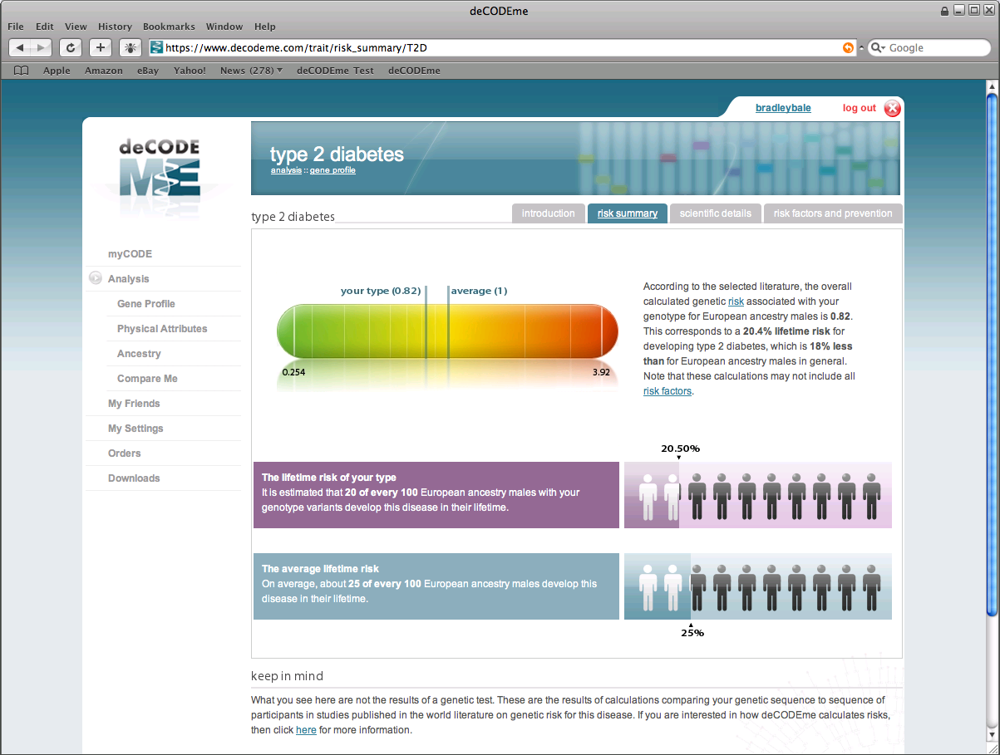 deCODEme
File Edit View History Bookmarks Window Help
https://www.decodeme.com/trait/risk_summary/T2D
Google
Apple Amazon eBay Yahoo! News (278) deCODEme Test deCODEme
bradleybale log out
deCODE
ME
type 2 diabetes
analysis :: gene profile
type 2 diabetes
introduction risk summary scientific details risk factors and prevention
myCODE
Analysis
Gene Profile
Physical Attributes
Ancestry
Compare Me
My Friends
My Settings
Orders
Downloads
your type (0.82) average (1)
0.254 3.92
According to the selected literature, the overall
calculated genetic risk associated with your
genotype for European ancestry males is 0.82.
This corresponds to a 20.4% lifetime risk for
developing type 2 diabetes, which is 18% less
than for European ancestry males in general.
Note that these calculations may not include all
risk factors.
20.50%
The lifetime risk of your type
It is estimated that 20 of every 100 European ancestry males with your
genotype variants develop this disease in their lifetime.
The average lifetime risk
On average, about 25 of every 100 European ancestry males develop this
disease in their lifetime.
25%
keep in mind
What you see here are not the results of a genetic test. These are the results of calculations comparing your genetic sequence to sequence of
participants in studies published in the world literature on genetic risk for this disease. If you are interested in how deCODEme calculates risks,
then click here for more information.